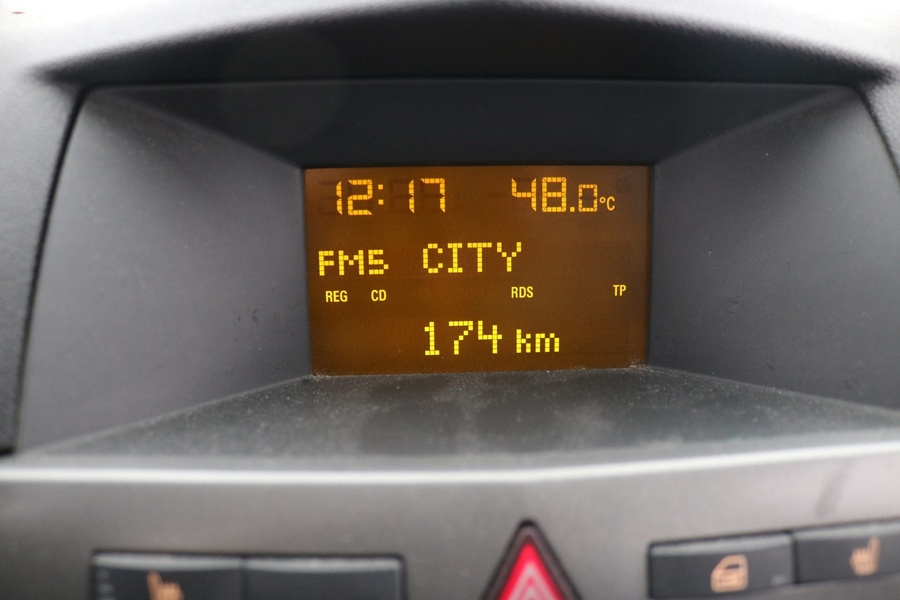 12:17 48.0°C
FM5 CITY
REG CD RDS TP
174 km